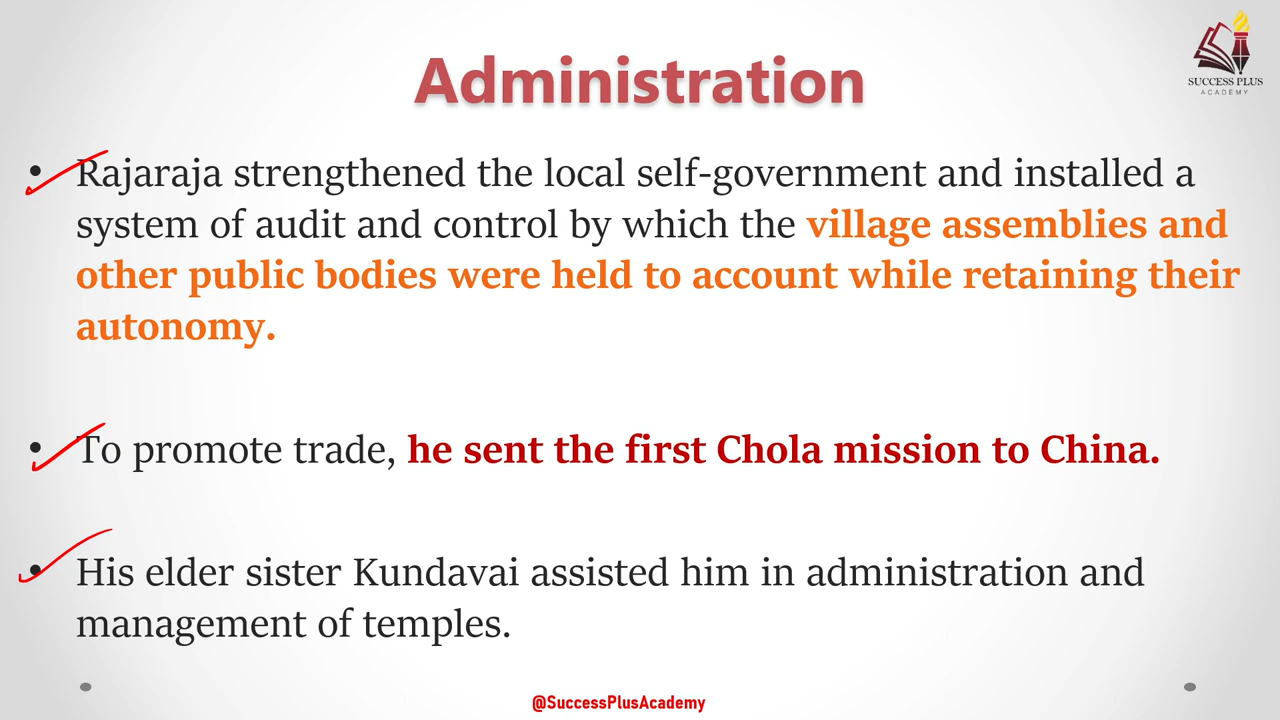 SUCCESS PLUS
ACADEMY
Administration
• Rajaraja strengthened the local self-government and installed a
system of audit and control by which the village assemblies and
other public bodies were held to account while retaining their
autonomy.
• To promote trade, he sent the first Chola mission to China.
• His elder sister Kundavai assisted him in administration and
management of temples.
@SuccessPlusAcademy